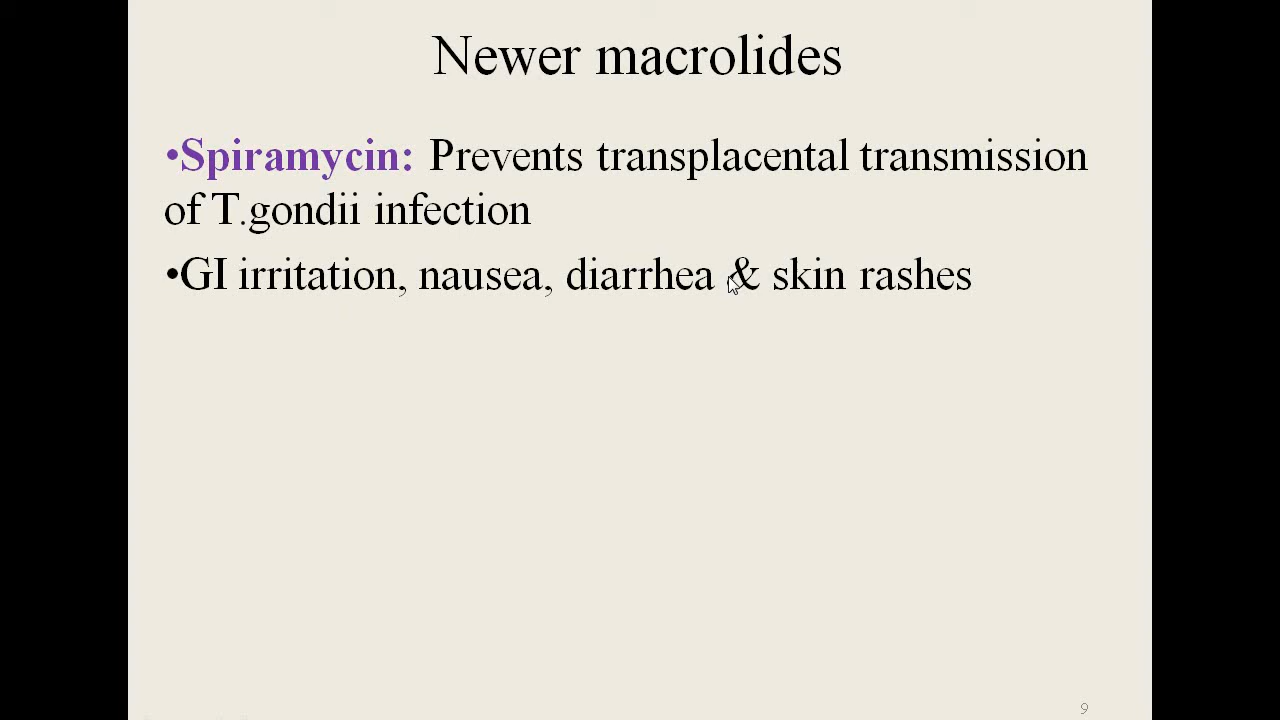 Newer macrolides
•Spiramycin: Prevents transplacental transmission
of T.gondii infection
•GI irritation, nausea, diarrhea & skin rashes
9